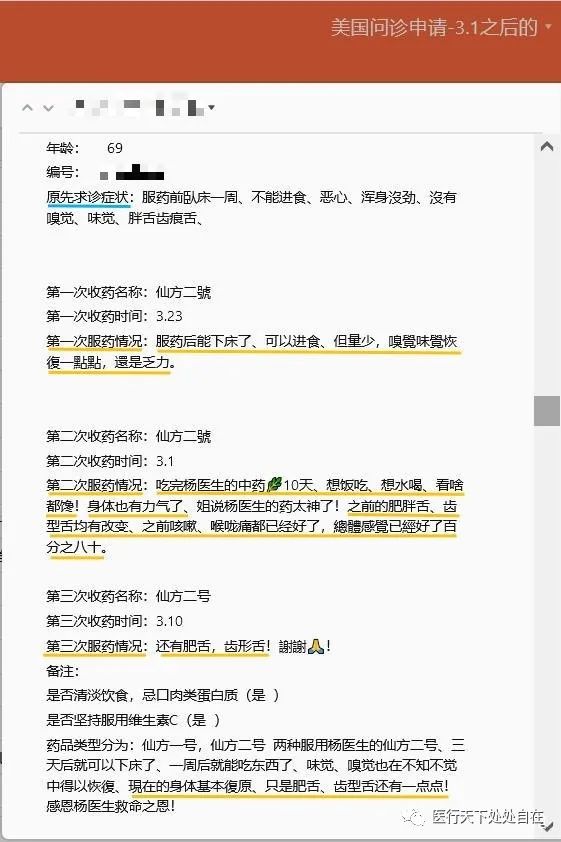 美国问诊申请-3.1之后的
年龄： 69
编号：
原先求诊症状：服药前臥床一周、不能进食、恶心、浑身沒劲、沒有
嗅觉、味觉、胖舌齿痕舌、
第一次收药名称：仙方二號
第一次收药时间：3.23
第一次服药情况：服药后能下床了、可以进食、但量少，嗅覺味覺恢
復一點點，還是乏力。
第二次收药名称：仙方二號
第二次收药时间：3.1
第二次服药情况：吃完杨医生的中药🌿10天、想饭吃、想水喝、看啥
都馋！身体也有力气了、姐说杨医生的药太神了！之前的肥胖舌、齿
型舌均有改变、之前咳嗽、喉咙痛都已经好了，總體感覺已經好了百
分之八十。
第三次收药名称：仙方二号
第三次收药时间：3.10
第三次服药情况：还有肥舌，齿形舌！謝謝🙏！
备注：
是否清淡饮食，忌口肉类蛋白质（是 ）
是否坚持服用维生素C（是 ）
药品类型分为：仙方一号，仙方二号 两种服用杨医生的仙方二号、三
天后就可以下床了、一周后就能吃东西了、味觉、嗅觉也在不知不觉
中得以恢復、現在的身体基本復原、只是肥舌、齿型舌还有一点点！
感恩杨医生救命之恩！
医行天下处处自在